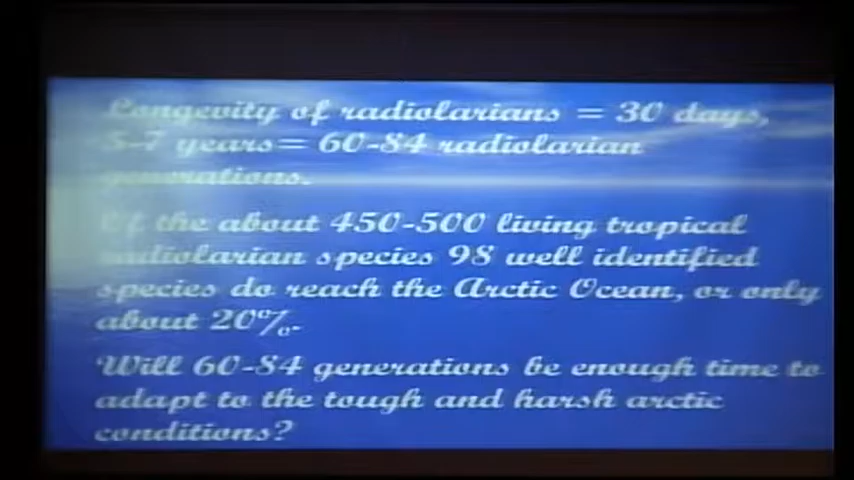 Longevity of radiolarians = 30 days,
5-7 years= 60-84 radiolarian
generations.
Of the about 450-500 living tropical
radiolarian species 98 well identified
species do reach the Arctic Ocean, or only
about 20%.
Will 60-84 generations be enough time to
adapt to the tough and harsh arctic
conditions?